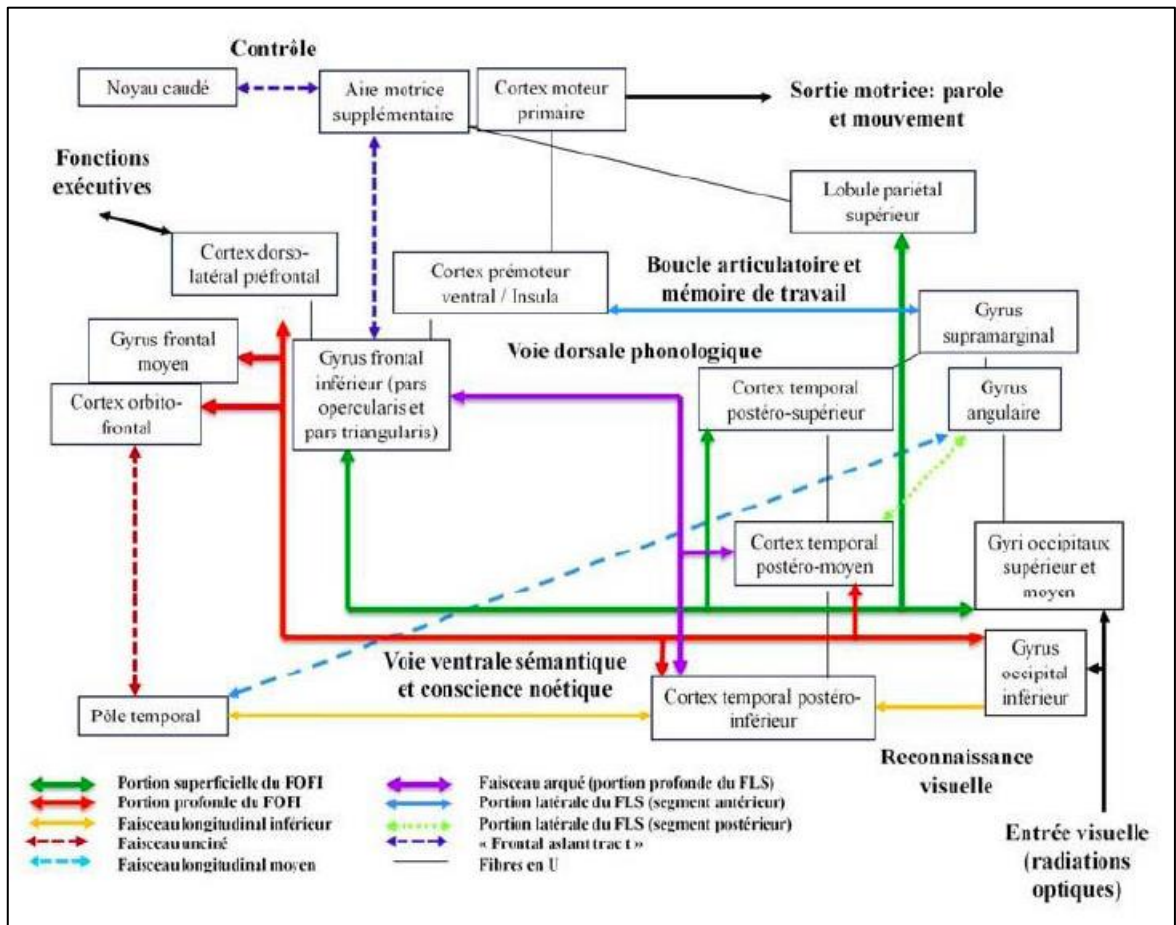 Contrôle
Noyau caudé
Aire motrice
supplémentaire
Cortex moteur
primaire
Sortie motrice: parole
et mouvement
Fonctions
exécutives
Lobule pariétal
supérieur
Cortex dorso-
latéral préfrontal
Cortex prémoteur
ventral / Insula
Boucle articulatoire et
mémoire de travail
Gyrus
supramarginal
Gyrus frontal
moyen
Gyrus frontal
inférieur (pars
opercularis et
pars triangularis)
Voie dorsale phonologique
Cortex temporal
postéro-supérieur
Gyrus
angulaire
Cortex orbito-
frontal
Cortex temporal
postéro-moyen
Gyri occipitaux
supérieur et
moyen
Voie ventrale sémantique
et conscience noétique
Gyrus
occipital
inférieur
Pôle temporal
Cortex temporal postéro-
inférieur
Reconnaissance
visuelle
Entrée visuelle
(radiations
optiques)
Portion superficielle du FOFI
Portion profonde du FOFI
Faisceau longitudinal inférieur
Faisceau unciné
Faisceau longitudinal moyen
Faisceau arqué (portion profonde du FLS)
Portion latérale du FLS (segment antérieur)
Portion latérale du FLS (segment postérieur)
« Frontal aslant tract »
Fibres en U